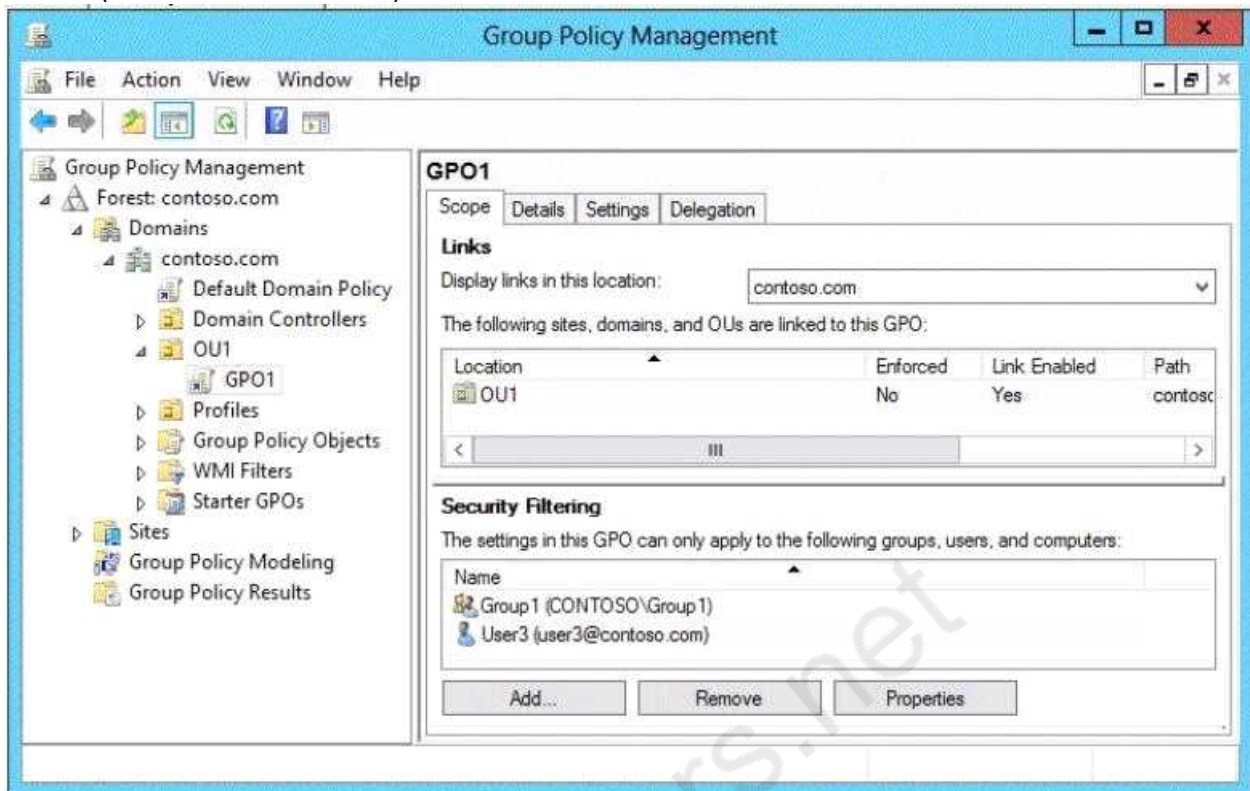 Group Policy Management
File Action View Window Help
Group Policy Management
Forest: contoso.com
Domains
contoso.com
Default Domain Policy
Domain Controllers
OU1
GPO1
Profiles
Group Policy Objects
WMI Filters
Starter GPOs
Sites
Group Policy Modeling
Group Policy Results
GPO1
Scope Details Settings Delegation
Links
Display links in this location: contoso.com
The following sites, domains, and OUs are linked to this GPO:
Location Enforced Link Enabled Path
OU1 No Yes contosc
Security Filtering
The settings in this GPO can only apply to the following groups, users, and computers:
Name
Group1 (CONTOSO\Group1)
User3 (user3@contoso.com)
Add... Remove Properties
rs.net